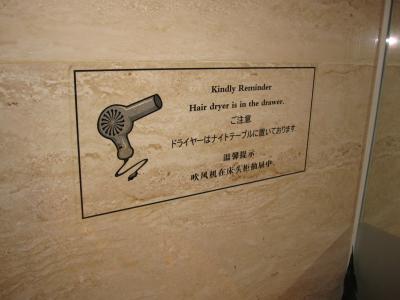 Kindly Reminder
Hair dryer is in the drawer.
ご注意
ドライヤーはナイトテーブルに置いております
温馨提示
吹风机在床头柜抽屉中